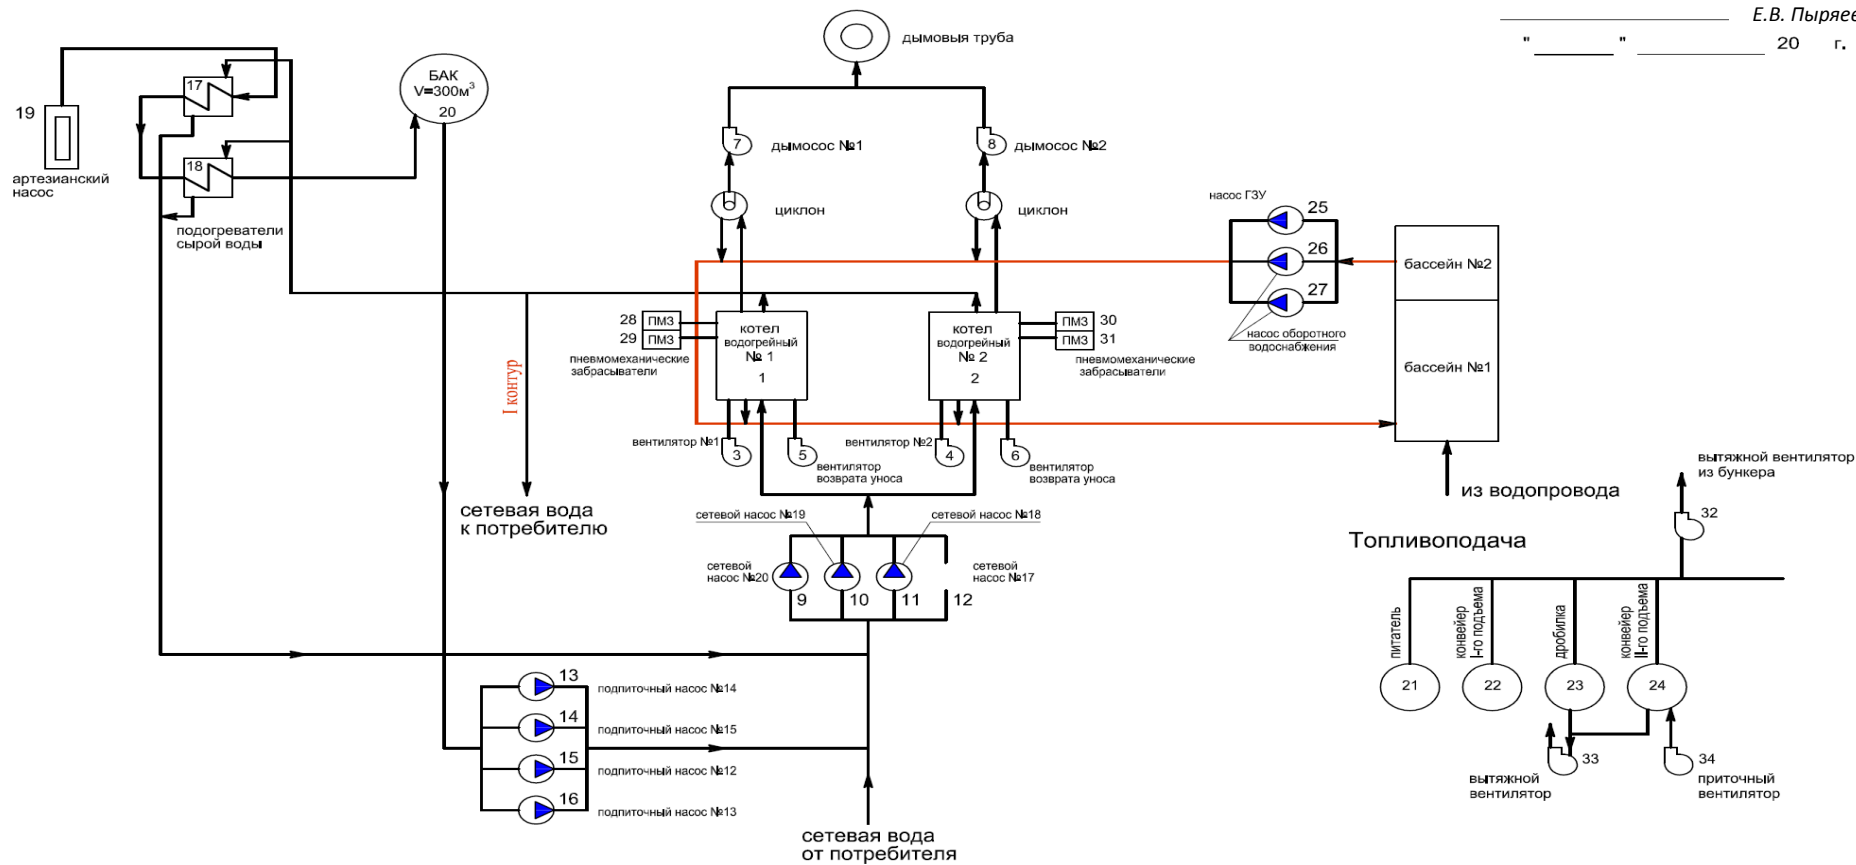 Е.В. Пыряев
" ________ " ____________ 20 г.
дымовыя труба
БАК
V=300м³
20
17
19
18
артезианский
насос
подогреватели
сырой воды
7
дымосос №1
8
дымосос №2
циклон
циклон
насос ГЗУ
25
26
27
насос оборотного
водоснабжения
бассейн №2
бассейн №1
из водопровода
28
ПМЗ
29
ПМЗ
пневмомеханические
забрасыватели
котел
водогрейный
№ 1
1
котел
водогрейный
№ 2
2
ПМЗ
30
ПМЗ
31
пневмомеханические
забрасыватели
I контур
вентилятор №1
3
5
вентилятор
возврата уноса
вентилятор №2
4
6
вентилятор
возврата уноса
сетевая вода
к потребителю
сетевой насос №19
сетевой насос №18
сетевой
насос №20
сетевой
насос №17
9
10
11
12
13
подпиточный насос №14
14
подпиточный насос №15
15
подпиточный насос №12
16
подпиточный насос №13
сетевая вода
от потребителя
вытяжной вентилятор
из бункера
32
Топливоподача
питатель
конвейер
I-го подъема
дробилка
конвейер
II-го подъема
21
22
23
24
33
34
вытяжной
вентилятор
приточный
вентилятор